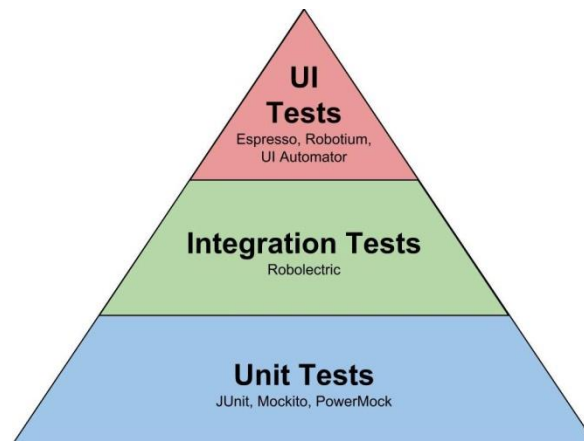 UI
Tests
Espresso, Robotium,
UI Automator
Integration Tests
Robolectric
Unit Tests
JUnit, Mockito, PowerMock